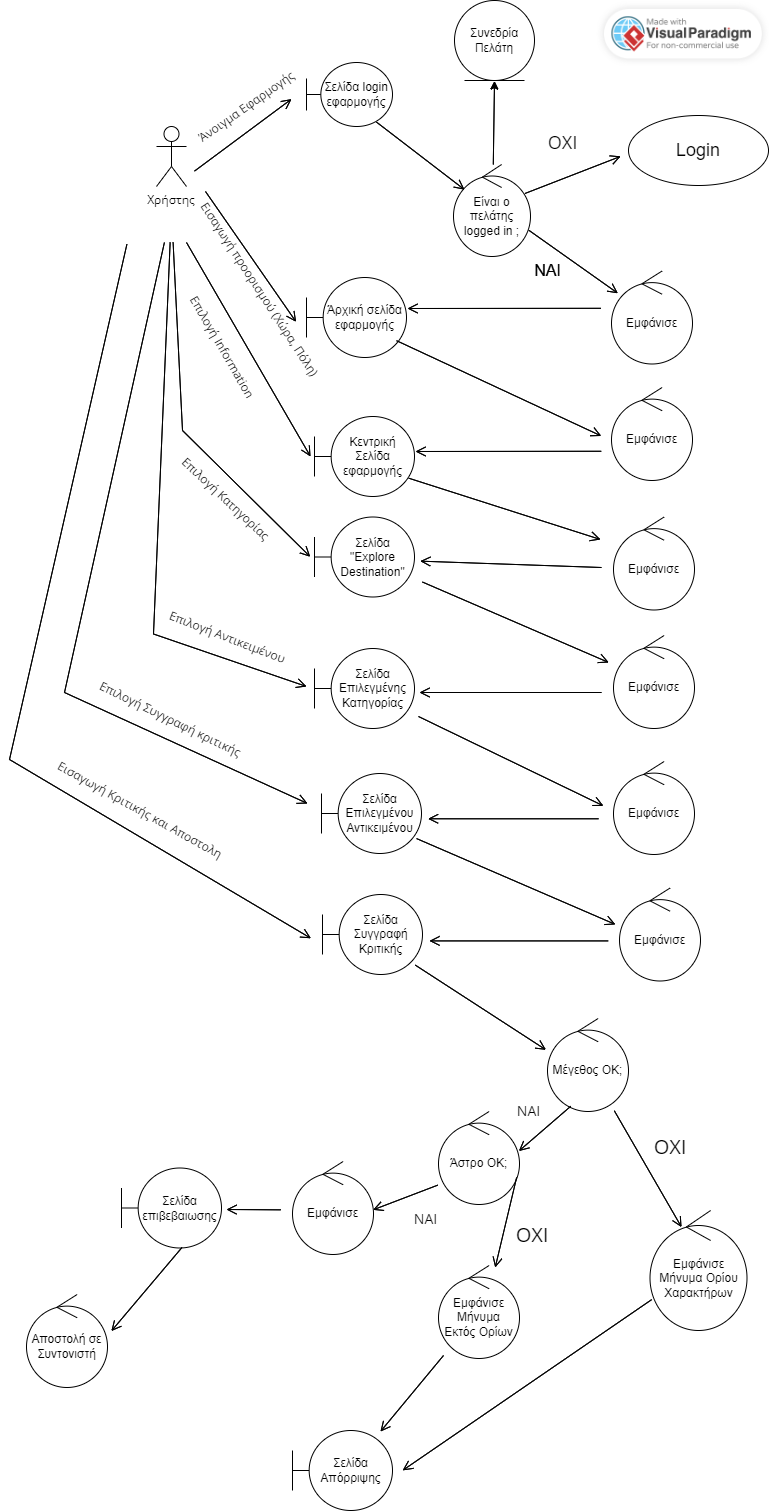 Made with
VisualParadigm
For non-commercial use
Συνεδρία
Πελάτη
Σελίδα login
εφαρμογής
Άνοιγμα Εφαρμογής
ΟΧΙ
Login
Χρήστης
Είναι ο
πελάτης
logged in ;
ΝΑΙ
Εισαγωγή προορισμού (Χώρα, Πόλη)
Άρχική σελίδα
εφαρμογής
Εμφάνισε
Επιλογή Information
Κεντρική
Σελίδα
εφαρμογής
Εμφάνισε
Επιλογή Κατηγορίας
Σελίδα
"Explore
Destination"
Εμφάνισε
Επιλογή Αντικειμένου
Σελίδα
Επιλεγμένης
Κατηγορίας
Εμφάνισε
Επιλογή Συγγραφή κριτικής
Σελίδα
Επιλεγμένου
Αντικειμένου
Εμφάνισε
Εισαγωγή Κριτικής και Αποστολη
Σελίδα
Συγγραφή
Κριτικής
Εμφάνισε
Μέγεθος ΟΚ;
ΝΑΙ
ΟΧΙ
Άστρο ΟΚ;
Σελίδα
επιβεβαιωσης
Εμφάνισε
ΝΑΙ
ΟΧΙ
Εμφάνισε
Μήνυμα Ορίου
Χαρακτήρων
Εμφάνισε
Μήνυμα
Εκτός Ορίων
Αποστολή σε
Συντονιστή
Σελίδα
Απόρριψης